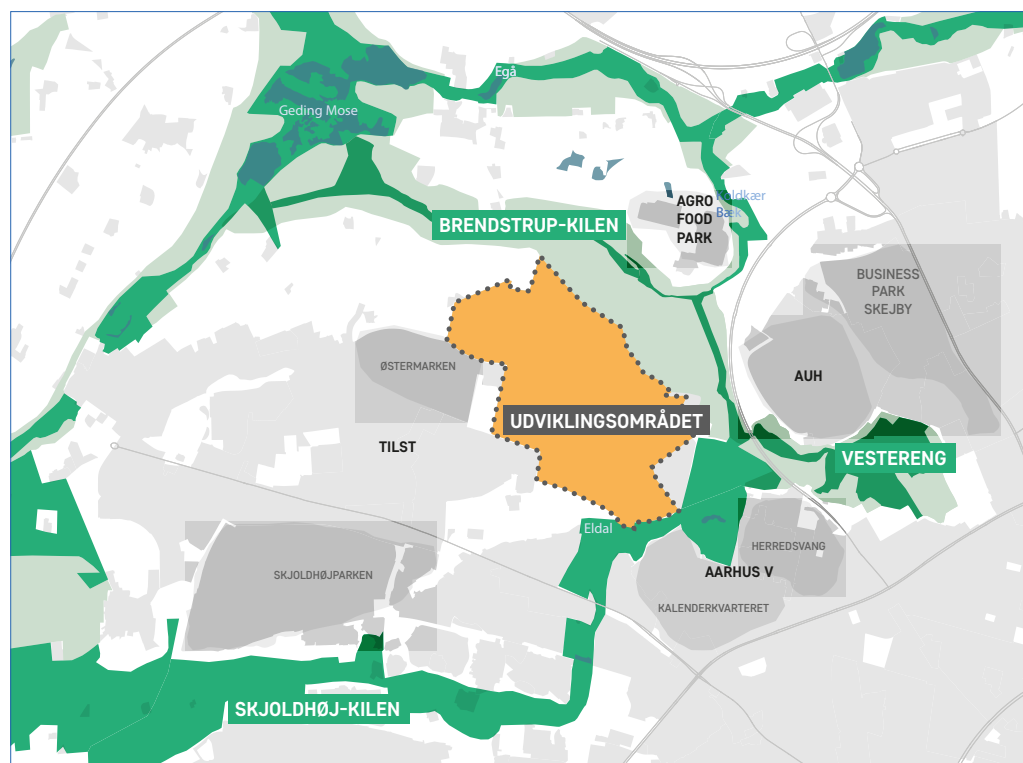 Egå
Geding Mose
Koldkær
Bæk
AGRO
FOOD
PARK
BRENDSTRUP-KILEN
BUSINESS
PARK
SKEJBY
ØSTERMARKEN
AUH
UDVIKLINGSOMRÅDET
TILST
VESTERENG
Eldal
HERREDSVANG
SKJOLDHØJPARKEN
AARHUS V
KALENDERKVARTERET
SKJOLDHØJ-KILEN